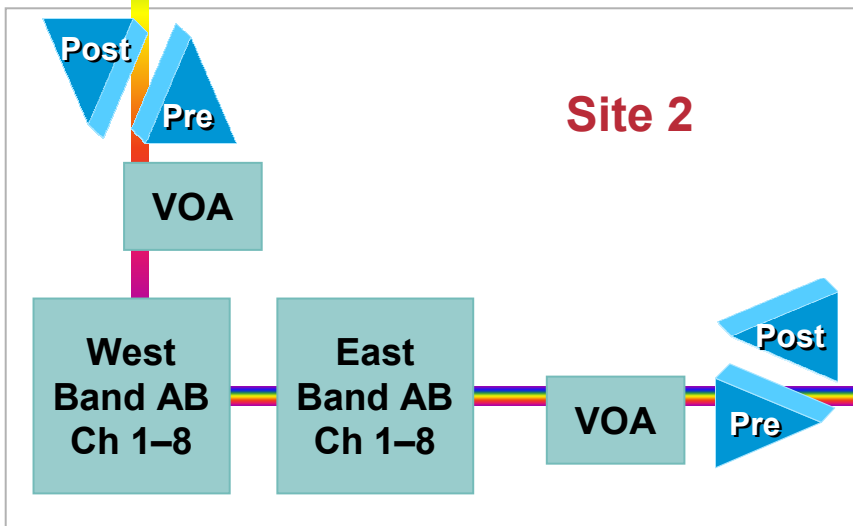 Post
Pre
Site 2
VOA
West
Band AB
Ch 1–8
East
Band AB
Ch 1–8
VOA
Post
Pre